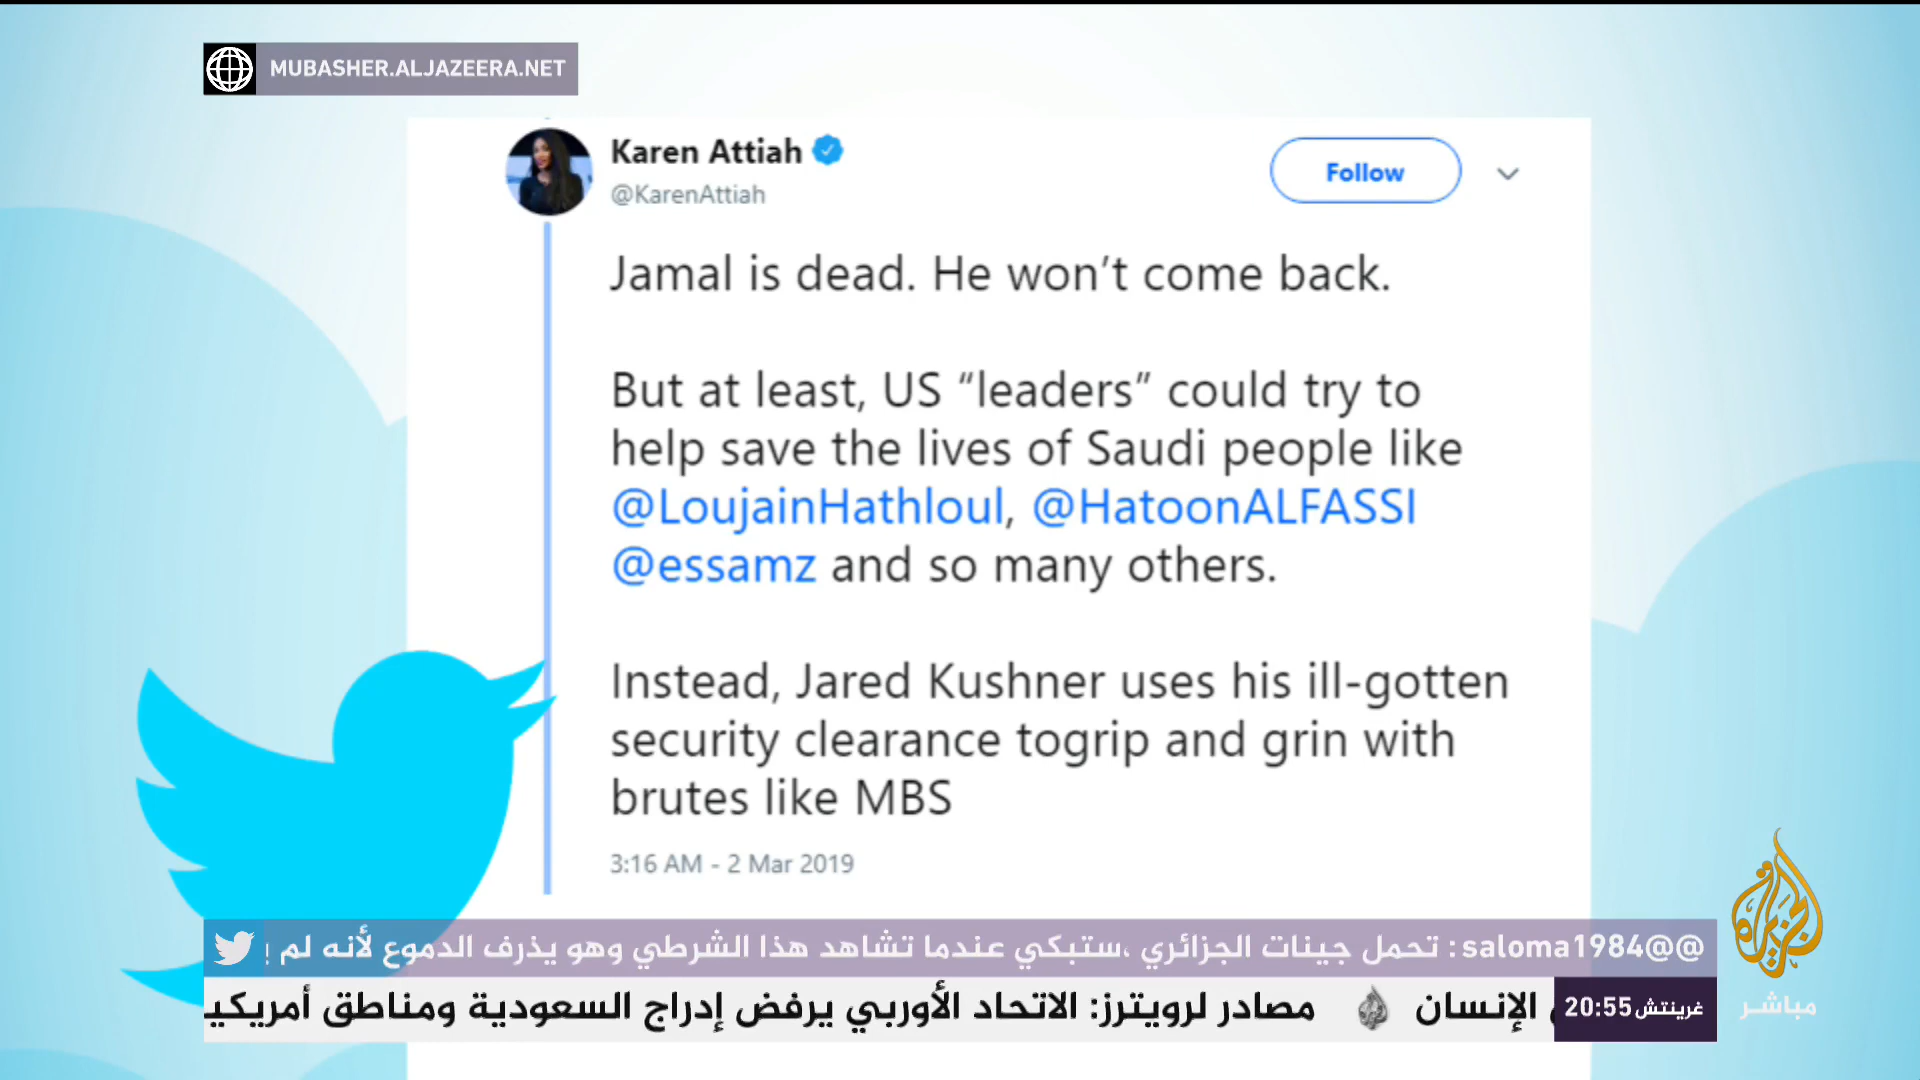 MUBASHER.ALJAZEERA.NET
Karen Attiah
@KarenAttiah
Follow
Jamal is dead. He won’t come back.
But at least, US “leaders” could try to
help save the lives of Saudi people like
@LoujainHathloul, @HatoonALFASSI
@essamz and so many others.
Instead, Jared Kushner uses his ill-gotten
security clearance togrip and grin with
brutes like MBS
3:16 AM - 2 Mar 2019
@@saloma1984 : تحمل جينات الجزائري ،ستبكي عندما تشاهد هذا الشرطي وهو يذرف الدموع لأنه لم
الإنسان مصادر لرويترز: الاتحاد الأوربي يرفض إدراج السعودية ومناطق أمريكي
20:55 غرينتش
الجزيرة
مباشر